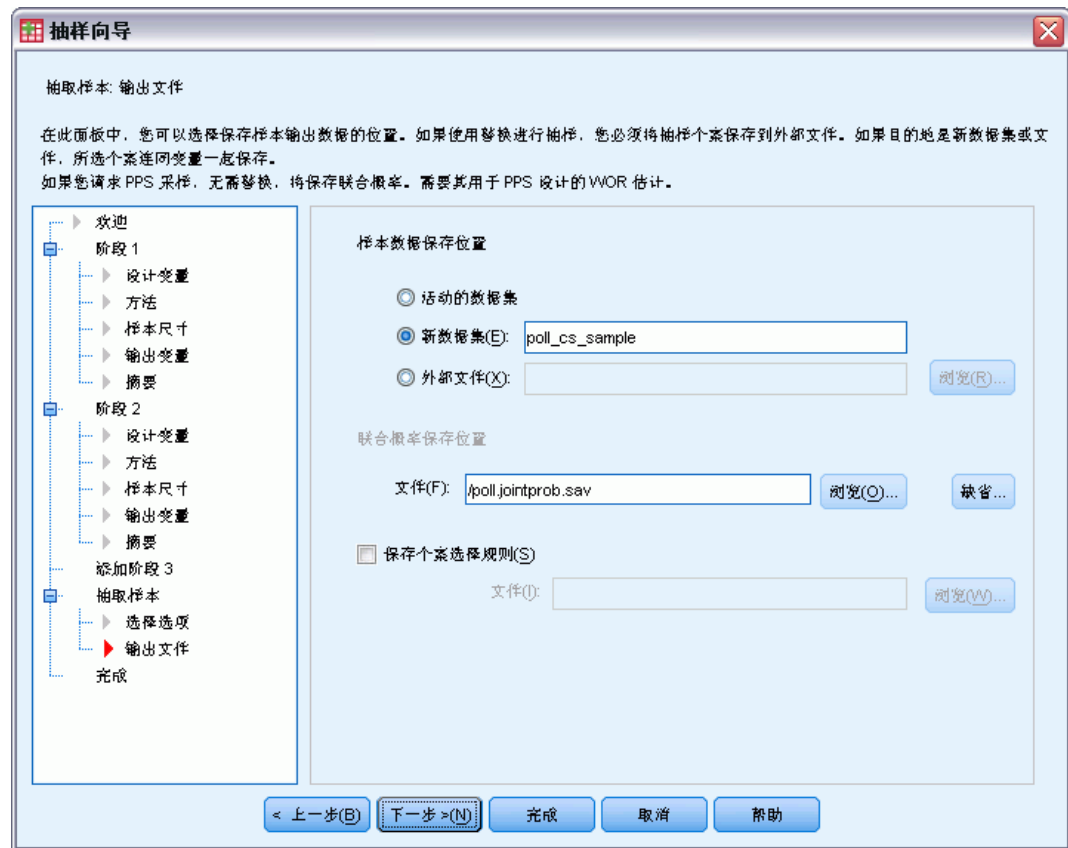 抽样向导
抽取样本: 输出文件
在此面板中，您可以选择保存样本输出数据的位置。如果使用替换进行抽样，您必须将抽样个案保存到外部文件。如果目的地是新数据集或文
件，所选个案连同变量一起保存。
如果您请求 PPS 采样，无需替换，将保存联合概率。需要其用于 PPS 设计的 WOR 估计。
欢迎
阶段 1
设计变量
方法
样本尺寸
输出变量
摘要
阶段 2
设计变量
方法
样本尺寸
输出变量
摘要
添加阶段 3
抽取样本
选择选项
输出文件
完成
样本数据保存位置
活动的数据集
新数据集(E): poll_cs_sample
外部文件(X): 浏览(R)...
联合概率保存位置
文件(F): /poll.jointprob.sav 浏览(O)... 缺省...
保存个案选择规则(S)
文件(I): 浏览(W)...
< 上一步(B) 下一步 >(N) 完成 取消 帮助